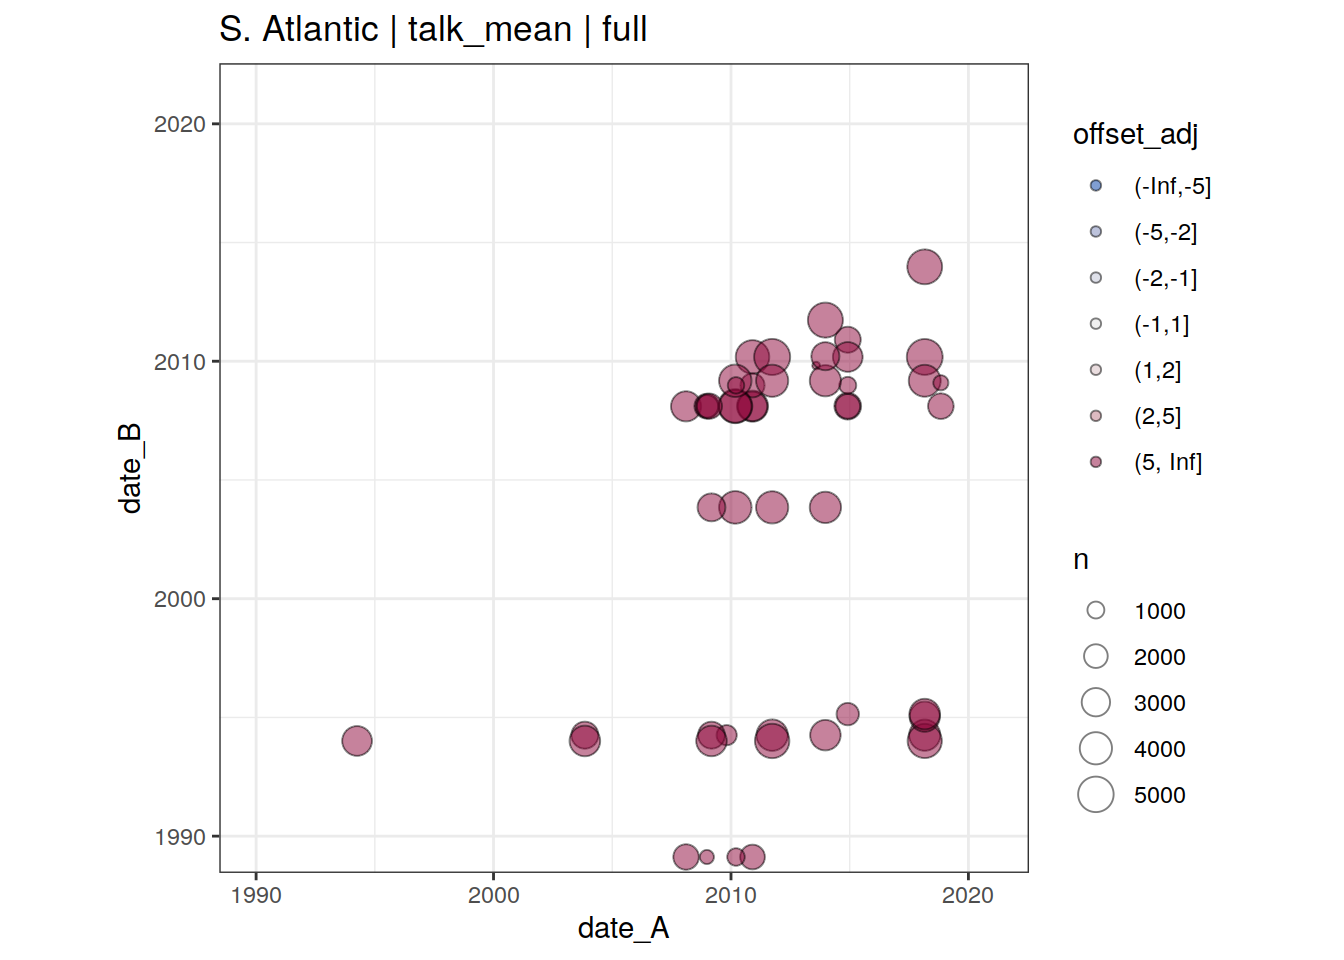 S. Atlantic | talk_mean | full
2020
2010
2000
1990
date_B
1990
2000
2010
2020
date_A
offset_adj
(-Inf,-5]
(-5,-2]
(-2,-1]
(-1,1]
(1,2]
(2,5]
(5, Inf]
n
1000
2000
3000
4000
5000